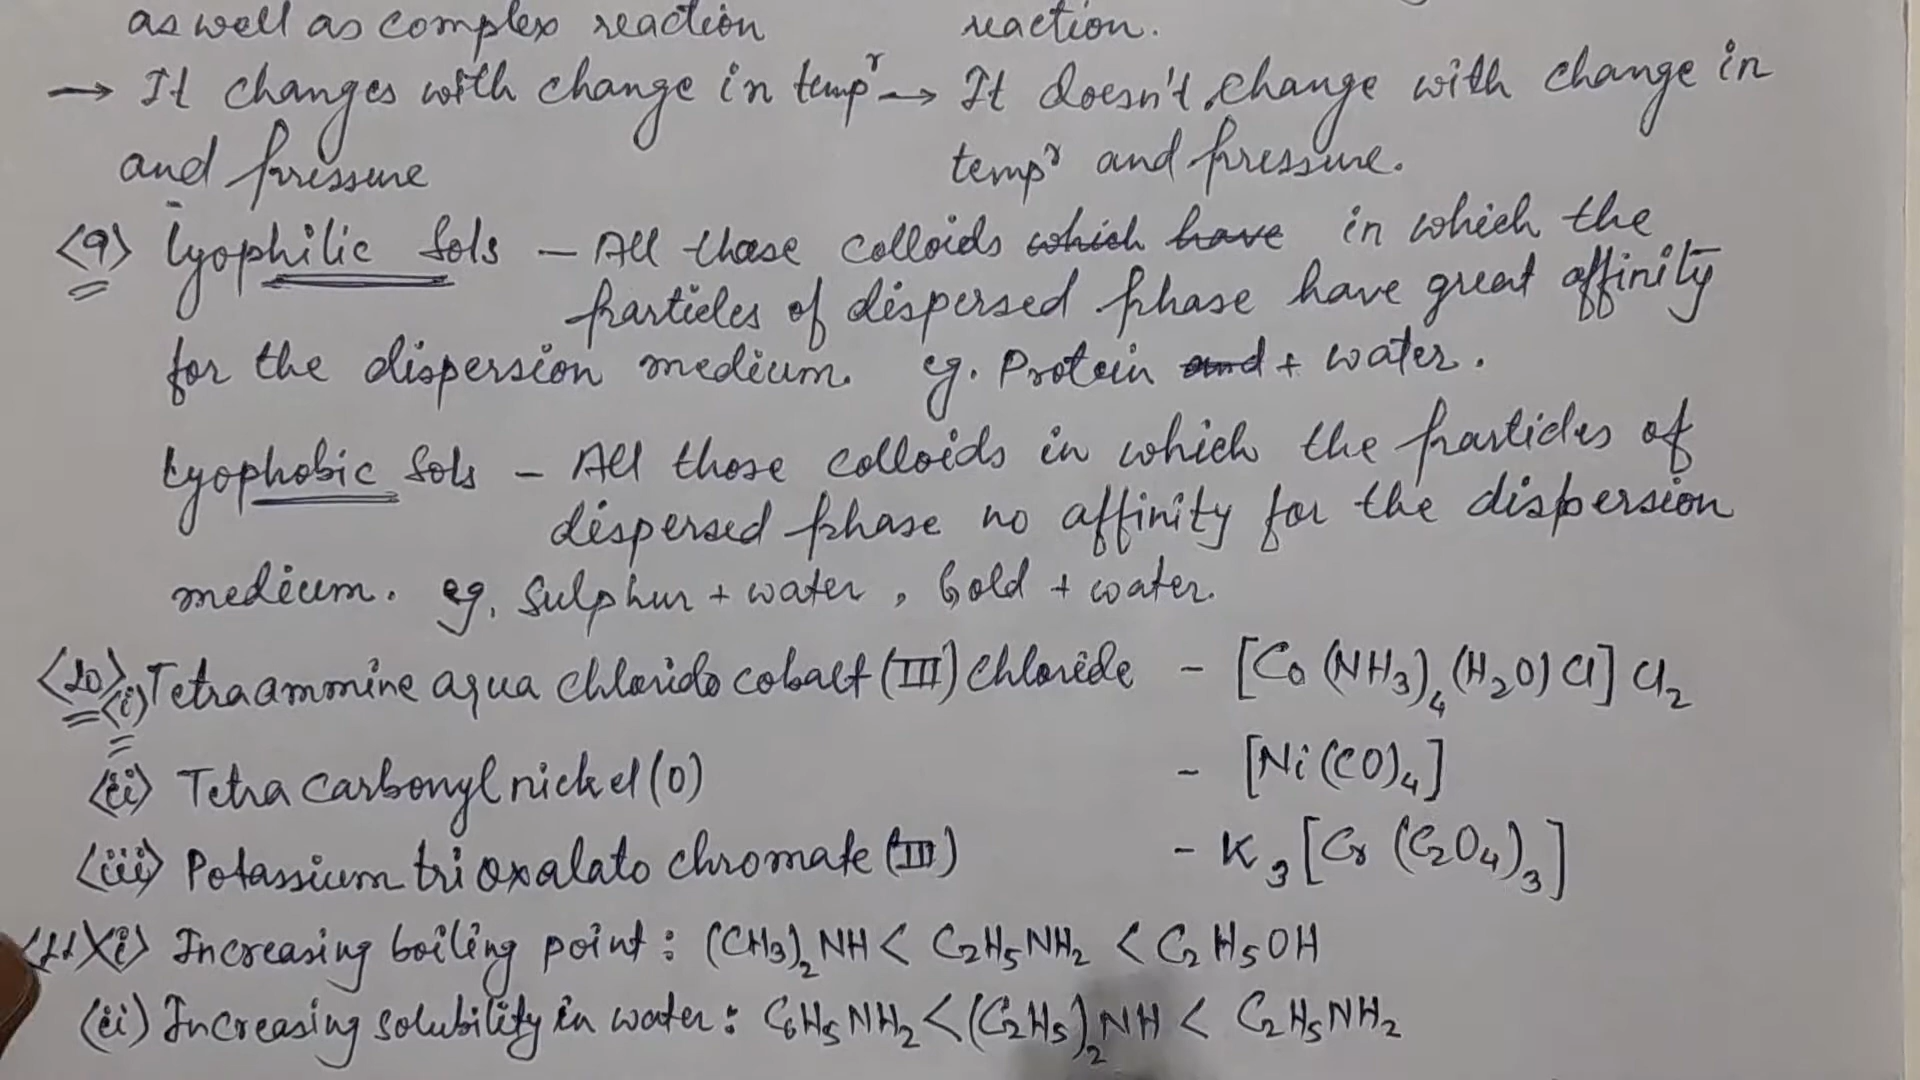 as well as complex reaction reaction.
→ It changes with change in tempʳ → It doesn't change with change in
and pressure tempʳ and pressure.
<9> Lyophilic Sols - All those colloids which have in which the
particles of dispersed phase have great affinity
for the dispersion medium. eg. Protein and + water.
Lyophobic Sols - All those colloids in which the particles of
dispersed phase no affinity for the dispersion
medium. eg. Sulphur + water, Gold + water.
<10> <i> Tetraammine aqua chlorido cobalt (III) chloride - [Co (NH₃)₄ (H₂O) Cl] Cl₂
<ii> Tetra carbonyl nickel (0) - [Ni (CO)₄]
<iii> Potassium tri oxalato chromate (III) - K₃ [Cr (C₂O₄)₃]
<11> <i> Increasing boiling point : (CH₃)₂ NH < C₂H₅NH₂ < C₂H₅OH
(ii) Increasing solubility in water : C₆H₅NH₂ < (C₂H₅)₂NH < C₂H₅NH₂